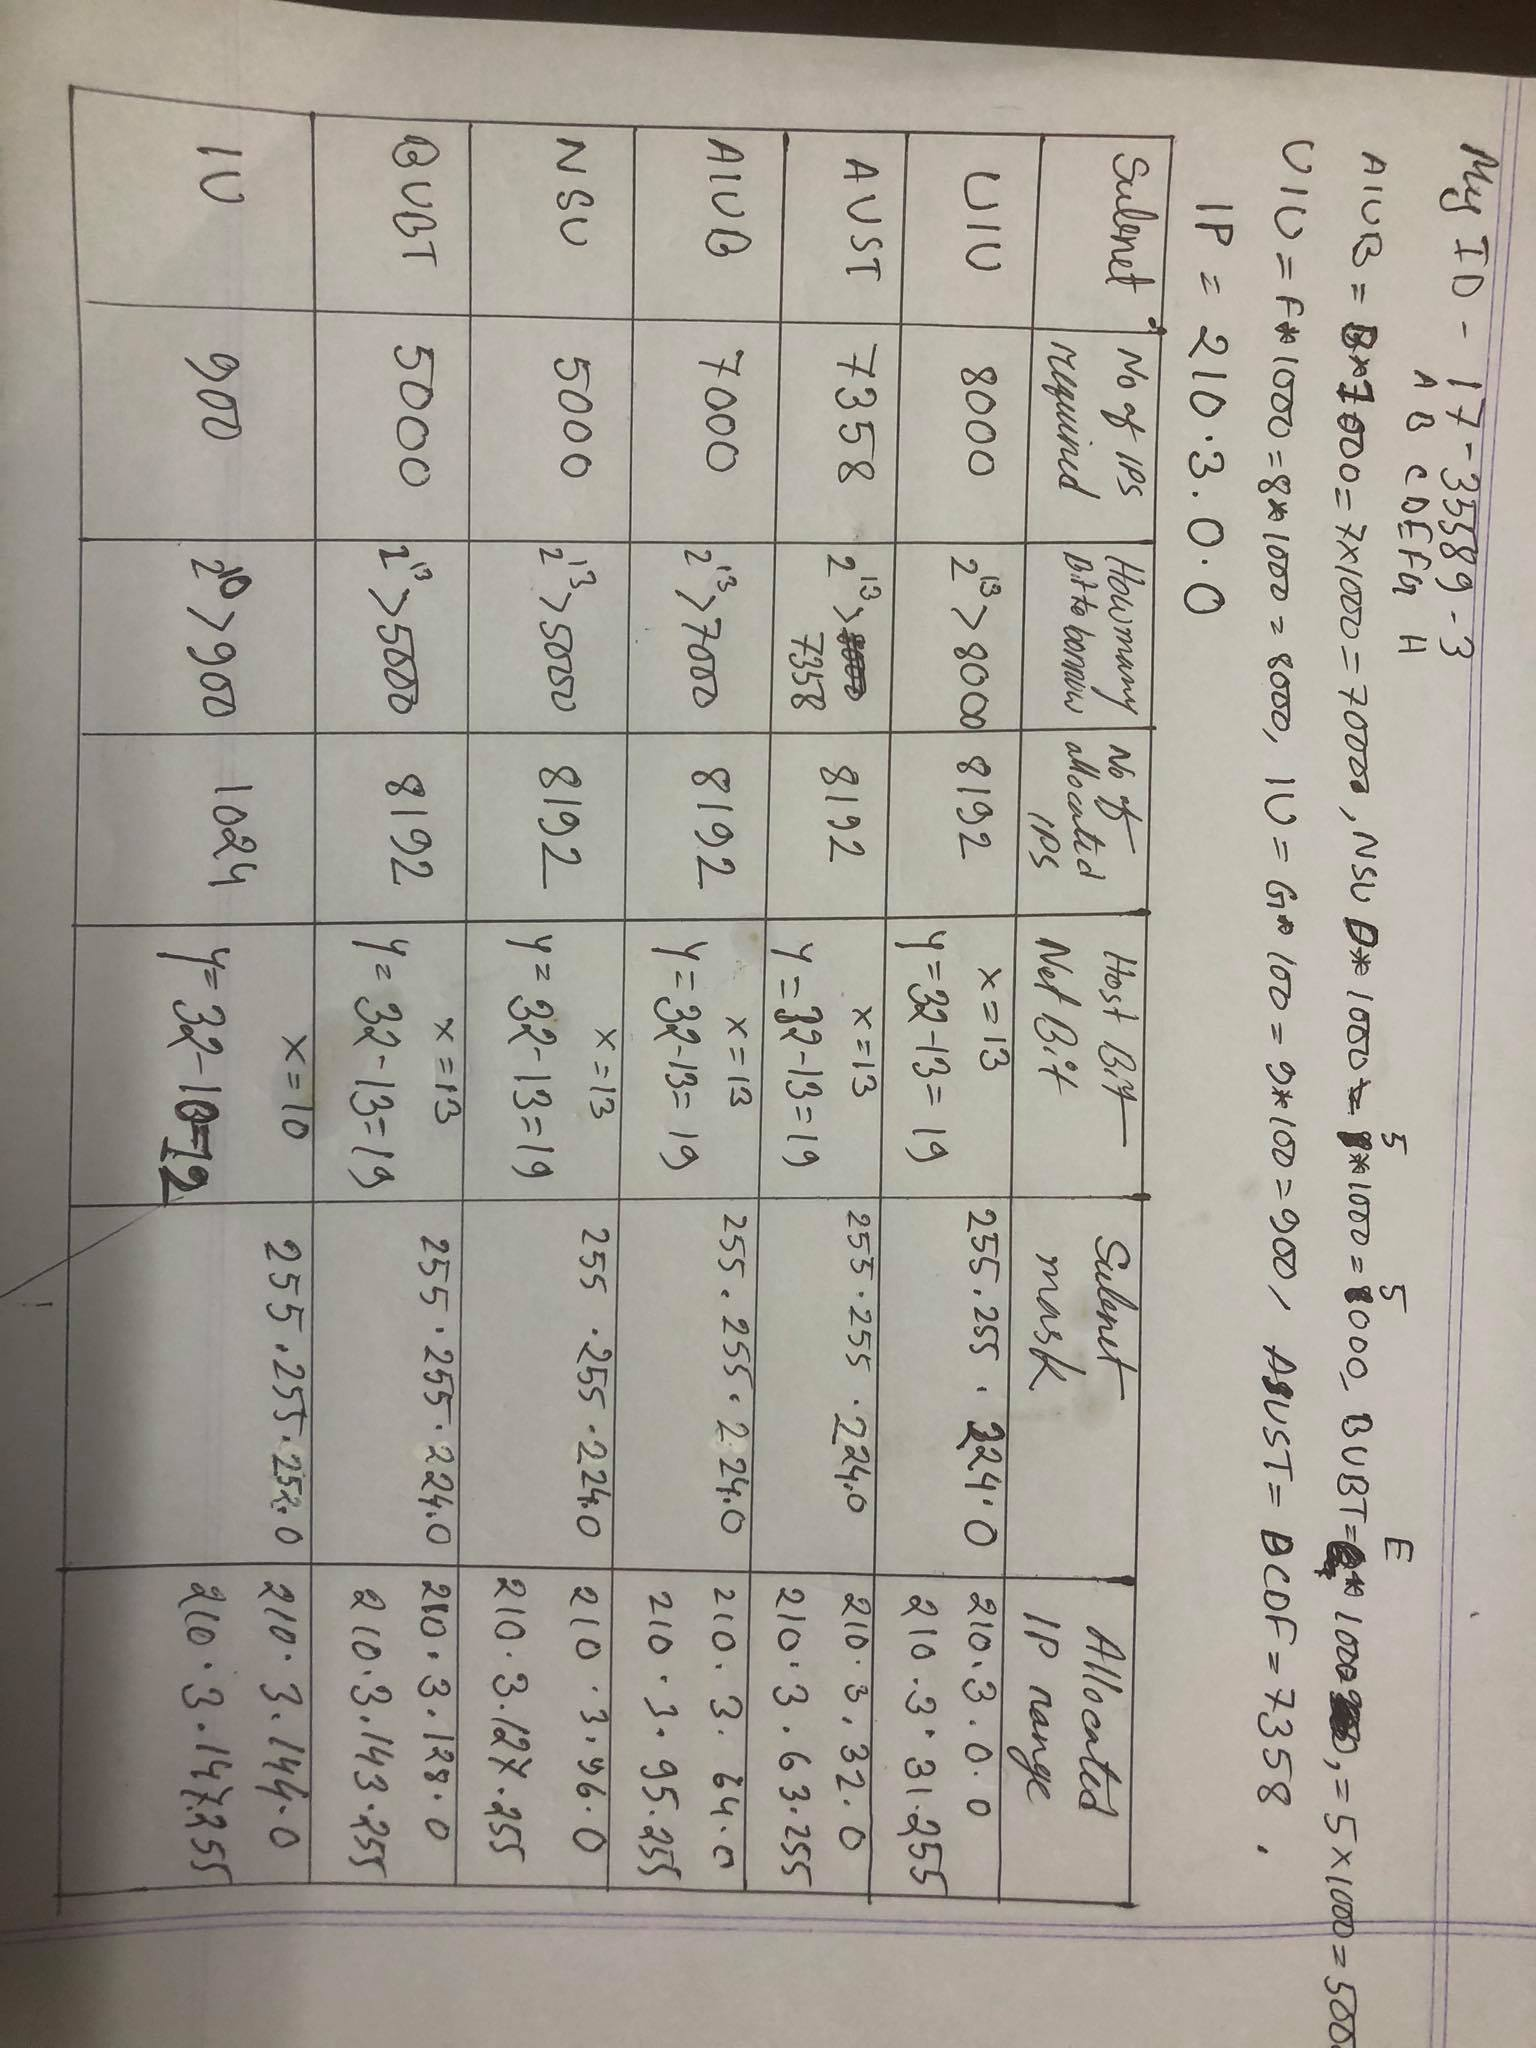 My ID - 17-35589-3
A B C D E F G H
AIUB = B*1000 = 7x1000 = 70000, NSU D*1000 = 5*1000 = 5000, BUBT = E*1000, = 5x1000 = 5000
UIU = F*1000 = 8*1000 = 8000, IU = G*100 = 9*100 = 900, AUST = BCDF = 7358.
IP = 210.3.0.0
Subnet No of IPs required How many Bit to borrow No of allocated IPs Host Bit Net Bit Subnet mask Allocated IP range
UIU 8000 2^13>8000 8192 x=13 y=32-13=19 255.255.224.0 210.3.0.0 210.3.31.255
AUST 7358 2^13>7358 8192 x=13 y=32-13=19 255.255.224.0 210.3.32.0 210.3.63.255
AIUB 7000 2^13>7000 8192 x=13 y=32-13=19 255.255.224.0 210.3.64.0 210.3.95.255
NSU 5000 2^13>5000 8192 x=13 y=32-13=19 255.255.224.0 210.3.96.0 210.3.127.255
BUBT 5000 2^13>5000 8192 x=13 y=32-13=19 255.255.224.0 210.3.128.0 210.3.143.255
IU 900 2^10>900 1024 x=10 y=32-10=12 255.255.252.0 210.3.144.0 210.3.147.255